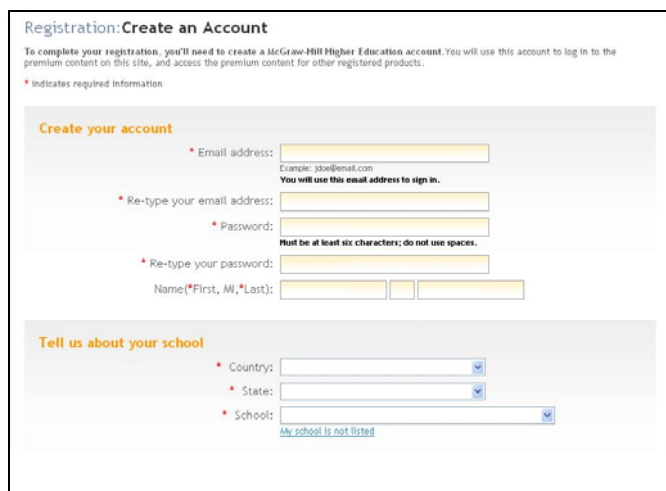 Registration: Create an Account
To complete your registration, you'll need to create a McGraw-Hill Higher Education account. You will use this account to log in to the
premium content on this site, and access the premium content for other registered products.
* indicates required information
Create your account
* Email address:
Example: jdoe@email.com
You will use this email address to sign in.
* Re-type your email address:
* Password:
Must be at least six characters; do not use spaces.
* Re-type your password:
Name(*First, MI,*Last):
Tell us about your school
* Country:
* State:
* School:
My school is not listed